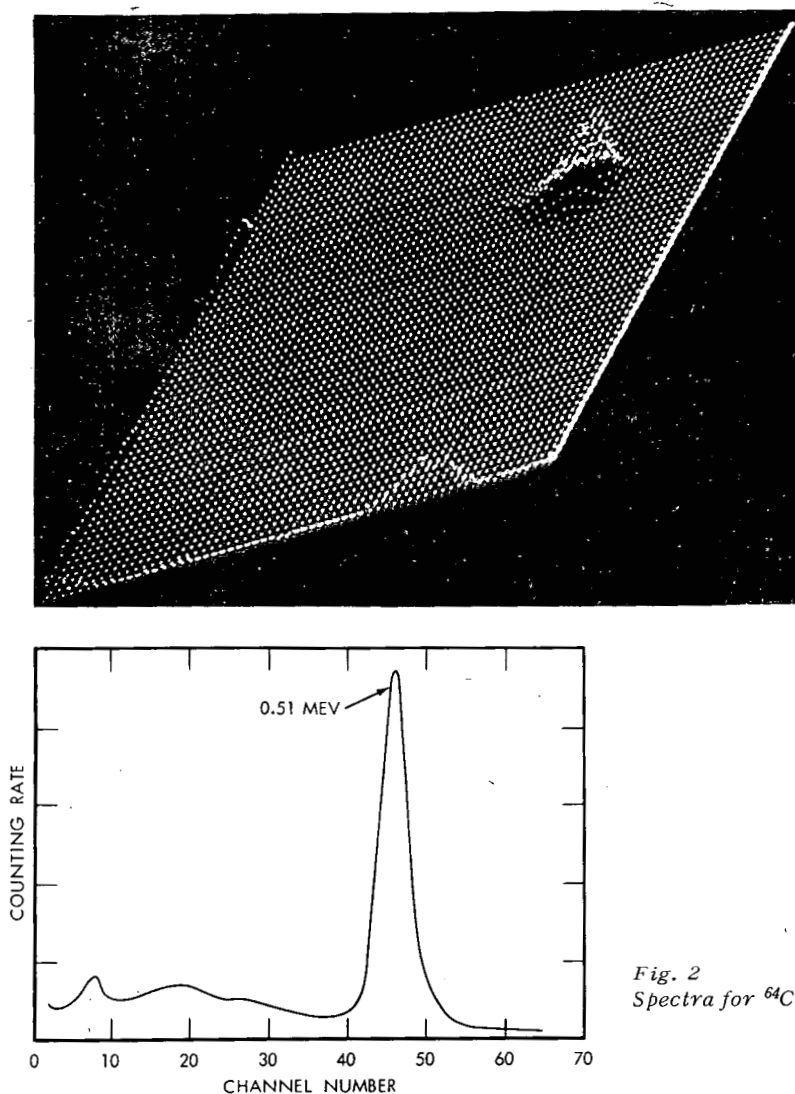 0.51 MEV
COUNTING RATE
0 10 20 30 40 50 60 70
CHANNEL NUMBER
Fig. 2
Spectra for ⁶⁴C